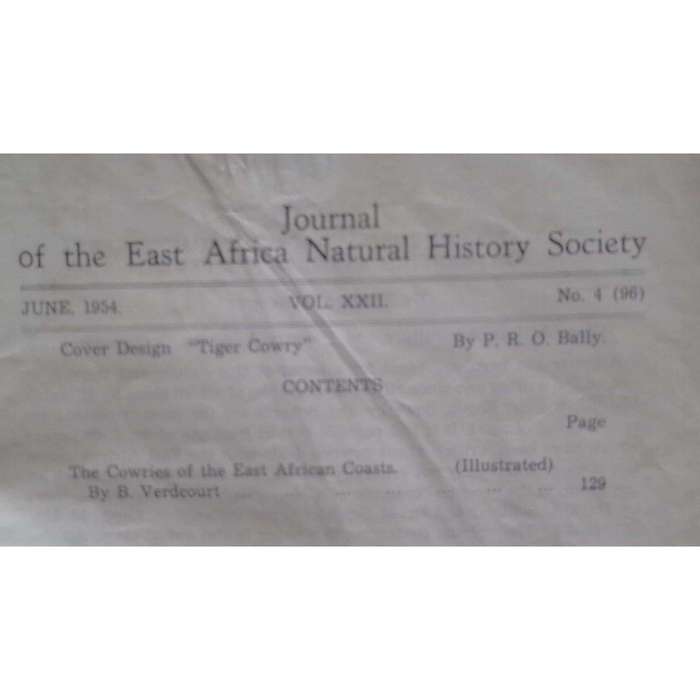 Journal
of the East Africa Natural History Society
JUNE, 1954. VOL. XXII. No. 4 (96)
Cover Design "Tiger Cowry" By P. R. O. Bally.
CONTENTS
Page
The Cowries of the East African Coasts. (Illustrated)
By B. Verdcourt ... ... ... ... ... ... ... 129